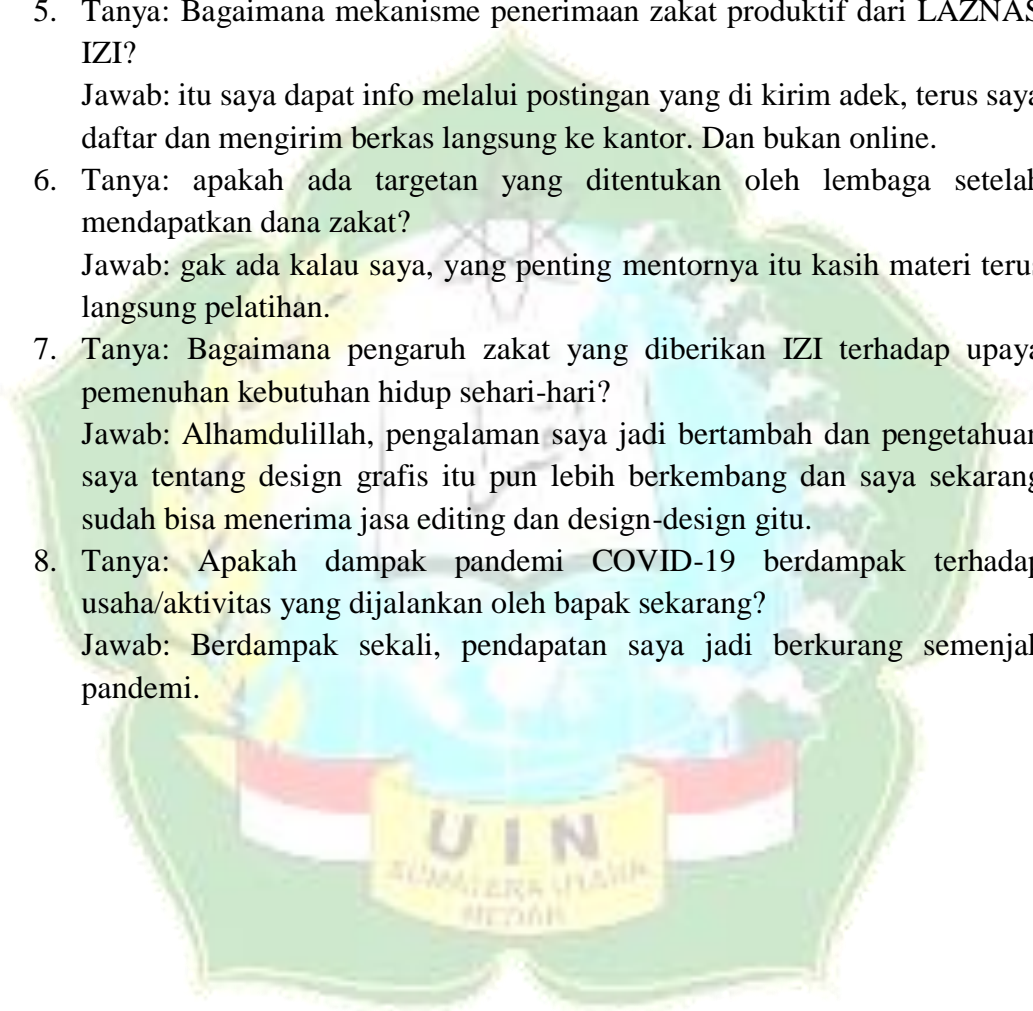 5. Tanya: Bagaimana mekanisme penerimaan zakat produktif dari LAZNAS
IZI?
Jawab: itu saya dapat info melalui postingan yang di kirim adek, terus saya
daftar dan mengirim berkas langsung ke kantor. Dan bukan online.
6. Tanya: apakah ada targetan yang ditentukan oleh lembaga setelah
mendapatkan dana zakat?
Jawab: gak ada kalau saya, yang penting mentornya itu kasih materi terus
langsung pelatihan.
7. Tanya: Bagaimana pengaruh zakat yang diberikan IZI terhadap upaya
pemenuhan kebutuhan hidup sehari-hari?
Jawab: Alhamdulillah, pengalaman saya jadi bertambah dan pengetahuan
saya tentang design grafis itu pun lebih berkembang dan saya sekarang
sudah bisa menerima jasa editing dan design-design gitu.
8. Tanya: Apakah dampak pandemi COVID-19 berdampak terhadap
usaha/aktivitas yang dijalankan oleh bapak sekarang?
Jawab: Berdampak sekali, pendapatan saya jadi berkurang semenjak
pandemi.
UIN
SUMATERA UTARA
MEDAN